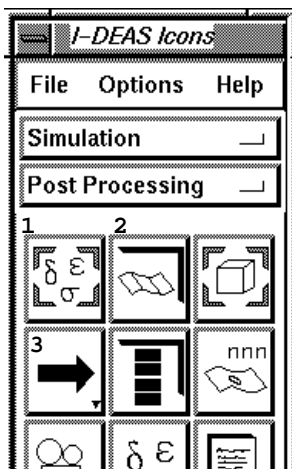 I-DEAS Icons
File Options Help
Simulation
Post Processing
1 2
δ ε
σ
3
nnn
δ ε